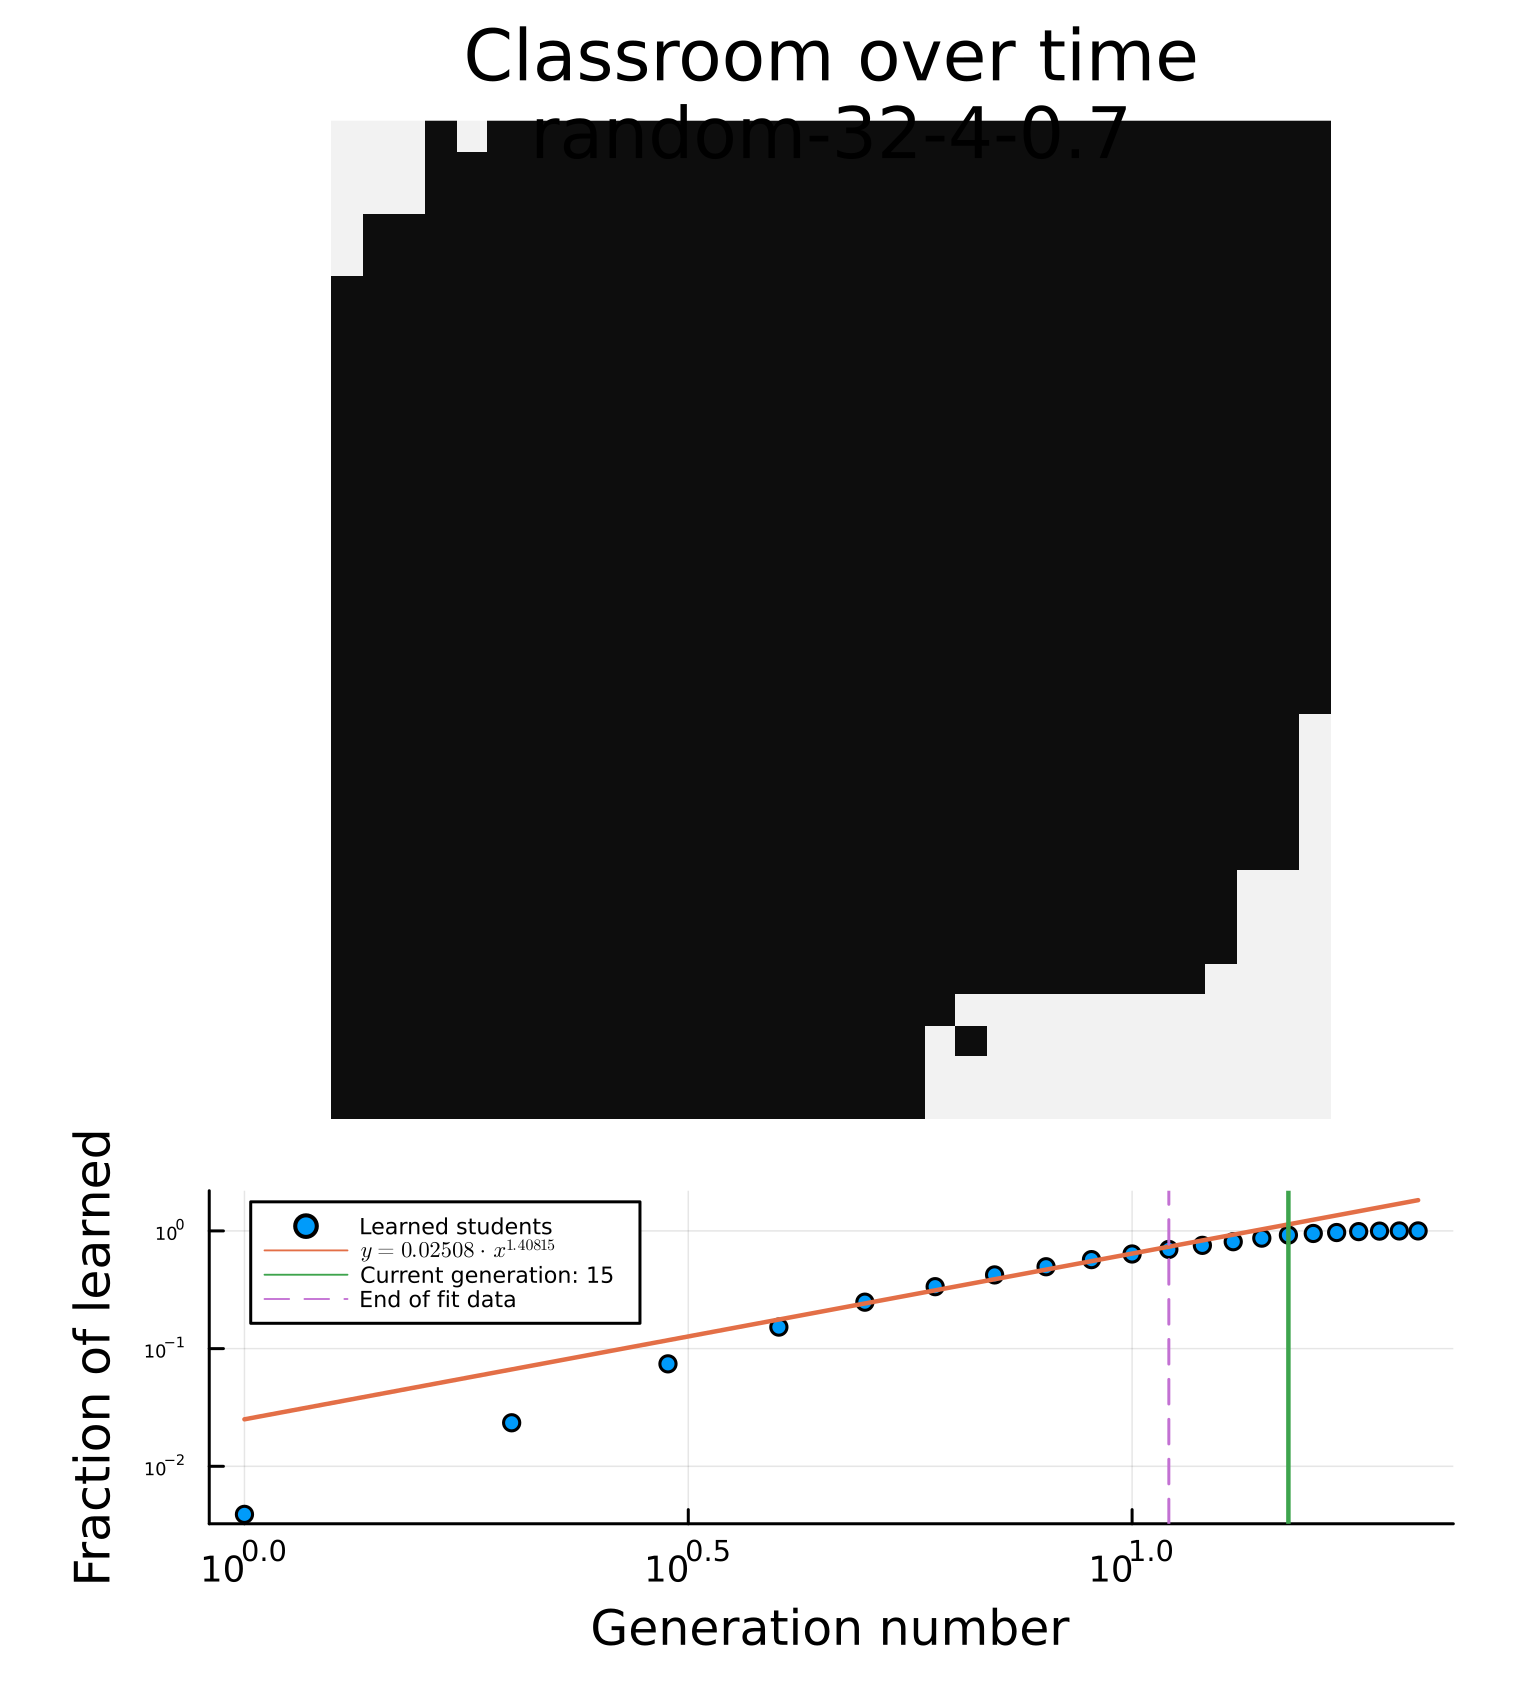 Classroom over time
random-32-4-0.7
Fraction of learned
10^0
10^−1
10^−2
Learned students
y = 0.02508 · x^1.40815
Current generation: 15
End of fit data
10^0.0
10^0.5
10^1.0
Generation number